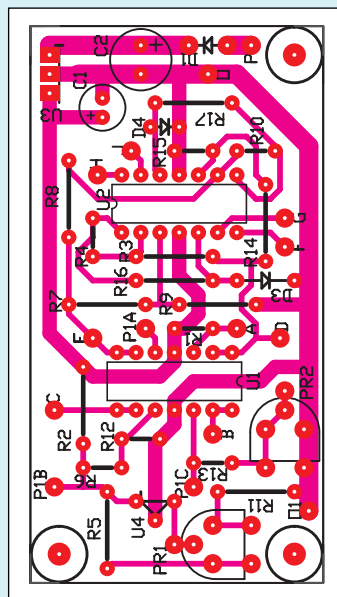 C2
+
D1
P
U3
C1
+
D4
R17
J
R15
R10
H
R8
U2
G
R4
R3
F
R16
R14
R7
R9
P1A
R1
A
D
E
U1
PR2
C
R2
R12
B
R6
R13
P1B
P1C
R11
R5
U4
PR1